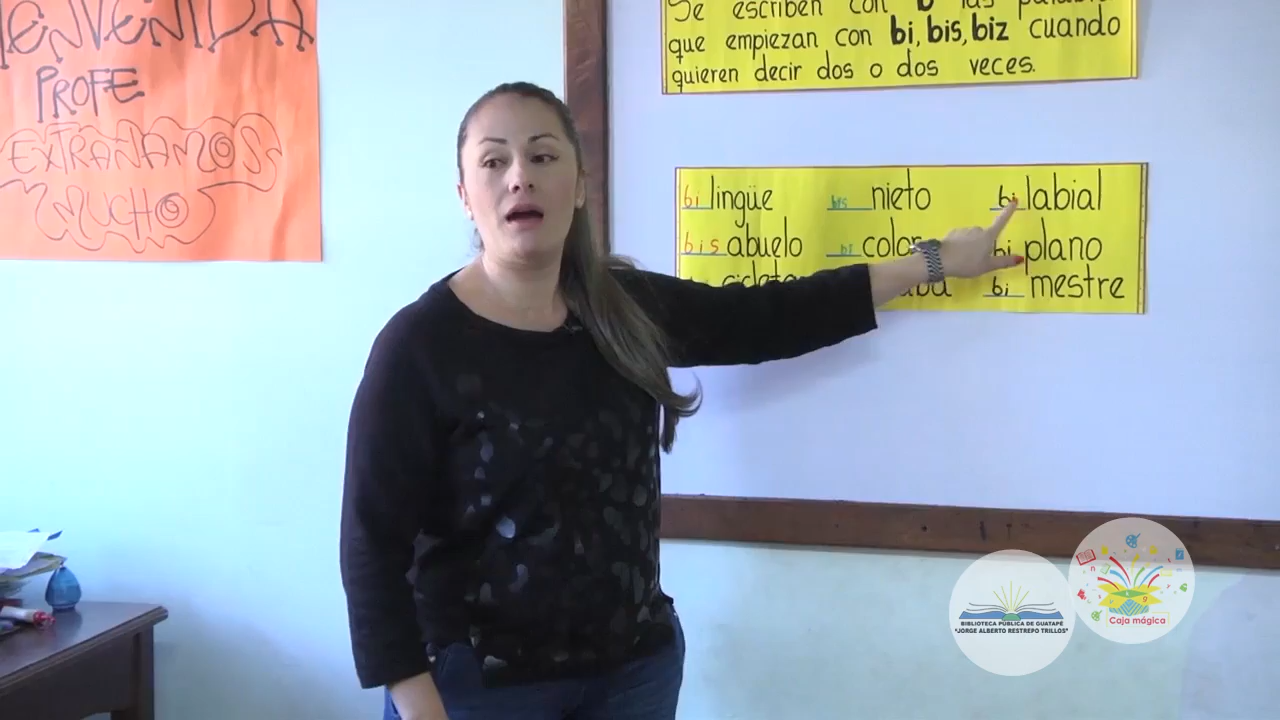 BIENVENIDA
PROFE
EXTRAÑAMOS
MUCHO
Se escriben con b las palabras
que empiezan con bi, bis, biz cuando
quieren decir dos o dos veces.
bi lingüe bis nieto bi labial
bis abuelo bi color bi plano
cicleta bi mestre
BIBLIOTECA PÚBLICA DE GUATAPÉ
"JORGE ALBERTO RESTREPO TRILLOS"
Caja mágica